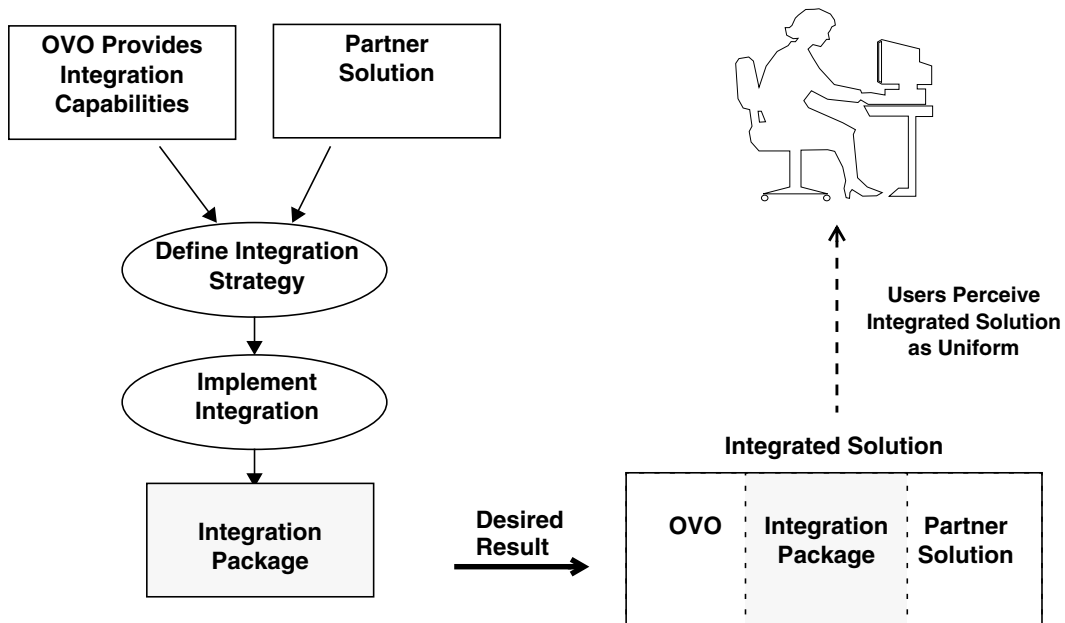 OVO Provides
Integration
Capabilities
Partner
Solution
Define Integration
Strategy
Implement
Integration
Integration
Package
Desired
Result
Users Perceive
Integrated Solution
as Uniform
Integrated Solution
OVO
Integration
Package
Partner
Solution